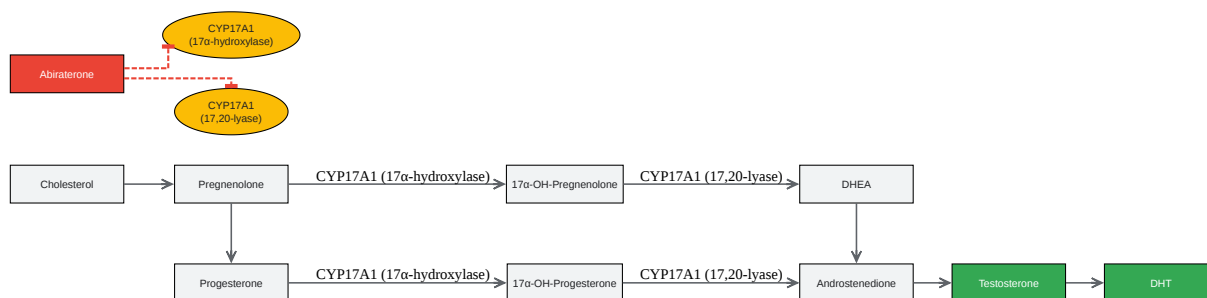 CYP17A1
(17α-hydroxylase)
Abiraterone
CYP17A1
(17,20-lyase)
Cholesterol
Pregnenolone
CYP17A1 (17α-hydroxylase)
17α-OH-Pregnenolone
CYP17A1 (17,20-lyase)
DHEA
Progesterone
CYP17A1 (17α-hydroxylase)
17α-OH-Progesterone
CYP17A1 (17,20-lyase)
Androstenedione
Testosterone
DHT